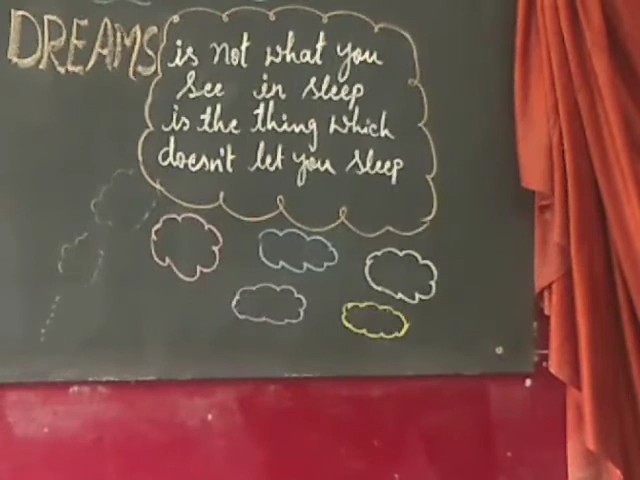 DREAMS is not what you
See in sleep
is the thing which
doesn't let you sleep